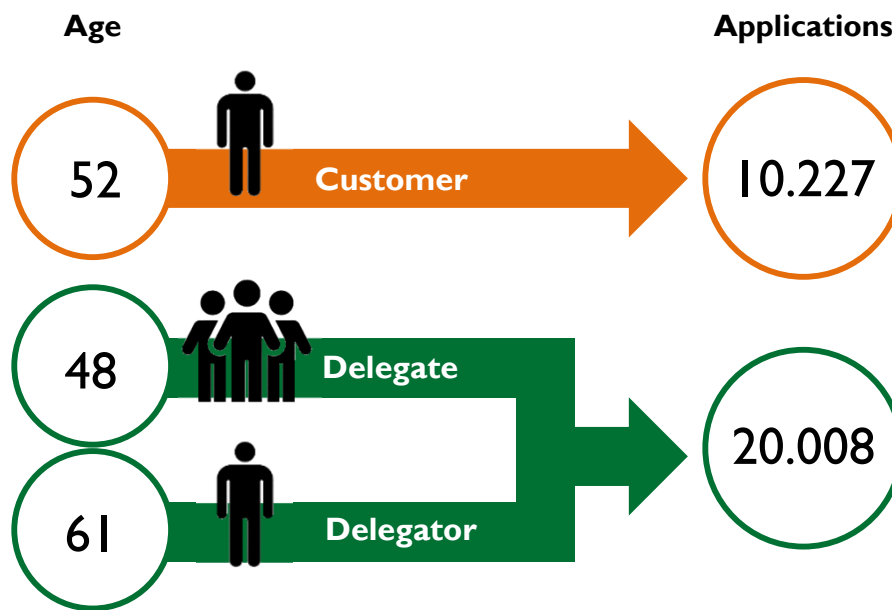 Age Applications
52 Customer 10.227
48 Delegate
20.008
61 Delegator